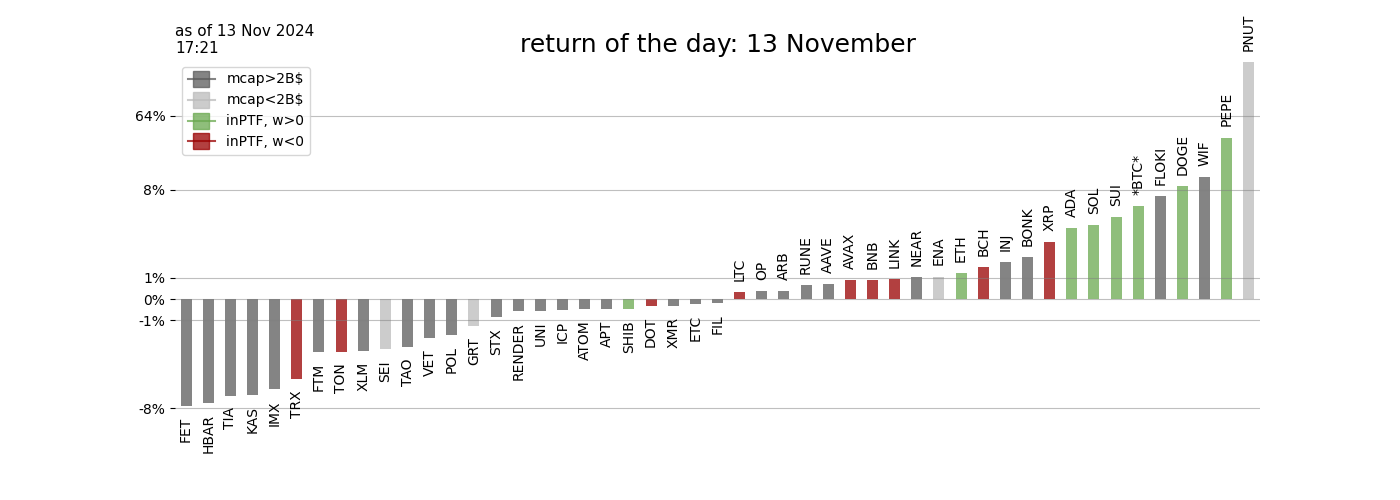 as of 13 Nov 2024
17:21
return of the day: 13 November
mcap>2B$
mcap<2B$
inPTF, w>0
inPTF, w<0
64%
8%
1%
0%
-1%
-8%
FET
HBAR
TIA
KAS
IMX
TRX
FTM
TON
XLM
SEI
TAO
VET
POL
GRT
STX
RENDER
UNI
ICP
ATOM
APT
SHIB
DOT
XMR
ETC
FIL
LTC
OP
ARB
RUNE
AAVE
AVAX
BNB
LINK
NEAR
ENA
ETH
BCH
INJ
BONK
XRP
ADA
SOL
SUI
*BTC*
FLOKI
DOGE
WIF
PEPE
PNUT